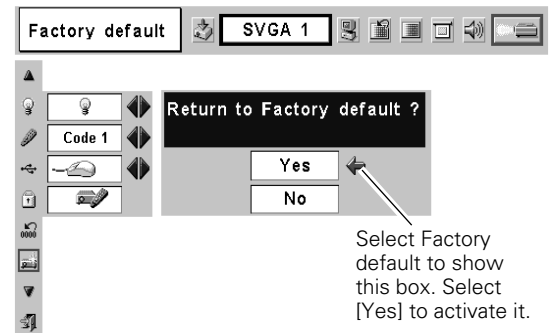 Factory default
SVGA 1
Code 1
Return to Factory default ?
Yes
No
0000
Select Factory
default to show
this box. Select
[Yes] to activate it.